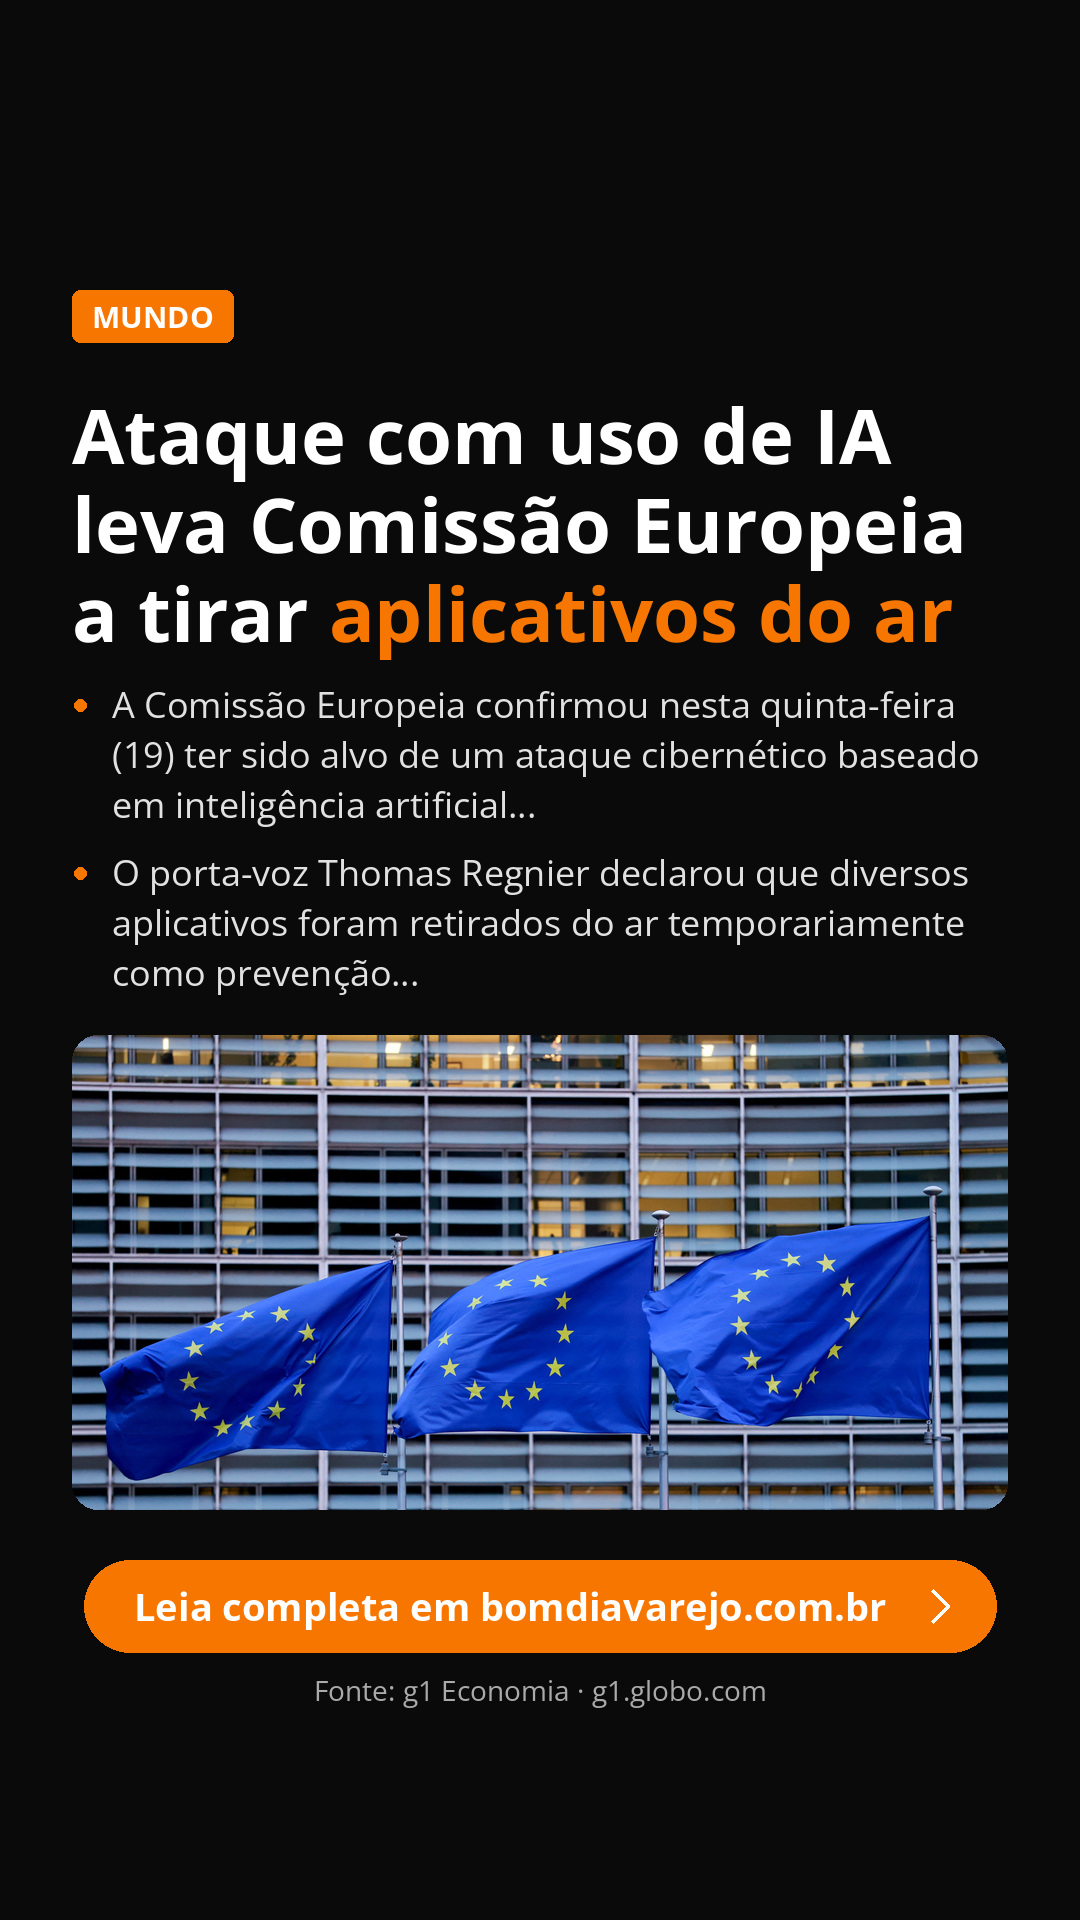 MUNDO
Ataque com uso de IA
leva Comissão Europeia
a tirar aplicativos do ar
• A Comissão Europeia confirmou nesta quinta-feira
(19) ter sido alvo de um ataque cibernético baseado
em inteligência artificial...
• O porta-voz Thomas Regnier declarou que diversos
aplicativos foram retirados do ar temporariamente
como prevenção...
Leia completa em bomdiavarejo.com.br
Fonte: g1 Economia · g1.globo.com